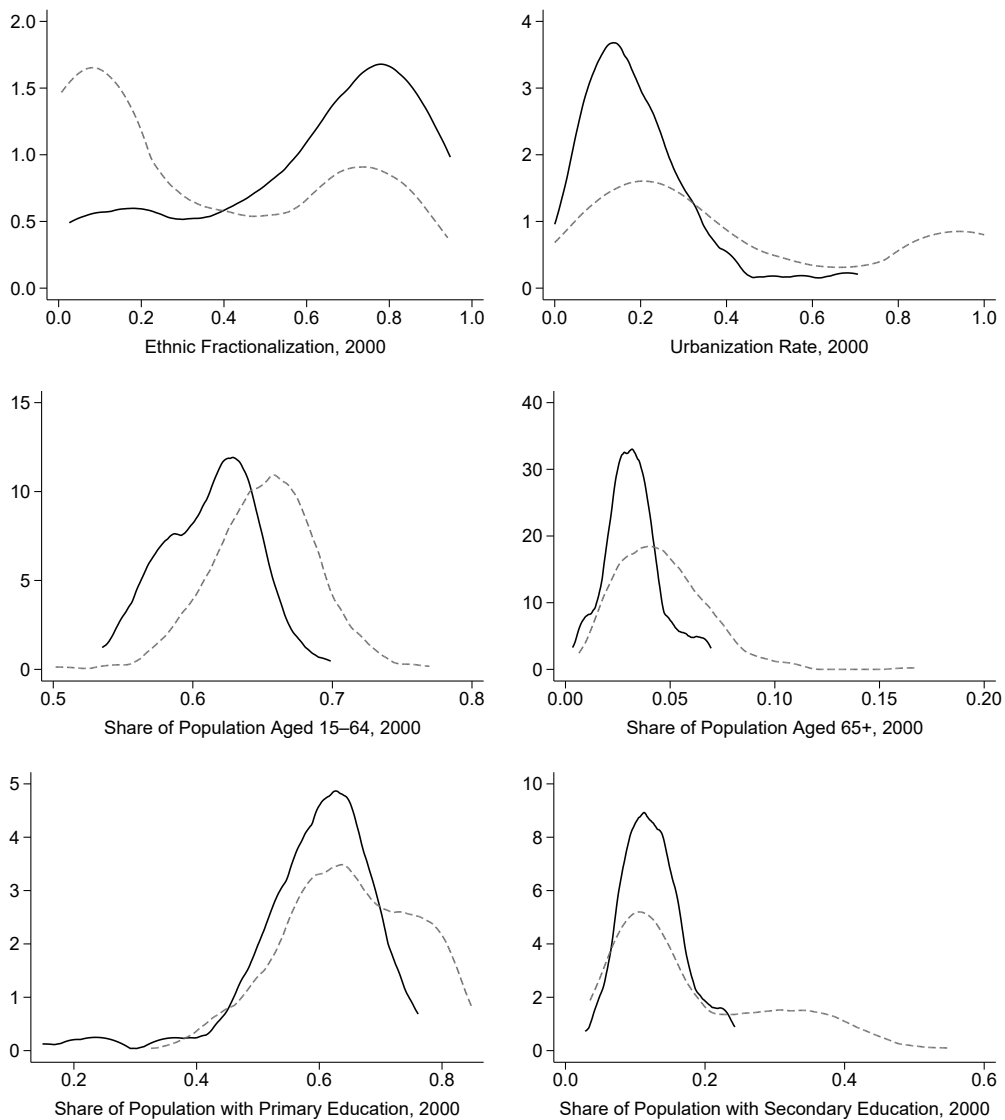 2.0
1.5
1.0
0.5
0.0
0.0 0.2 0.4 0.6 0.8 1.0
Ethnic Fractionalization, 2000
4
3
2
1
0
0.0 0.2 0.4 0.6 0.8 1.0
Urbanization Rate, 2000
15
10
5
0
0.5 0.6 0.7 0.8
Share of Population Aged 15–64, 2000
40
30
20
10
0
0.00 0.05 0.10 0.15 0.20
Share of Population Aged 65+, 2000
5
4
3
2
1
0
0.2 0.4 0.6 0.8
Share of Population with Primary Education, 2000
10
8
6
4
2
0
0.0 0.2 0.4 0.6
Share of Population with Secondary Education, 2000